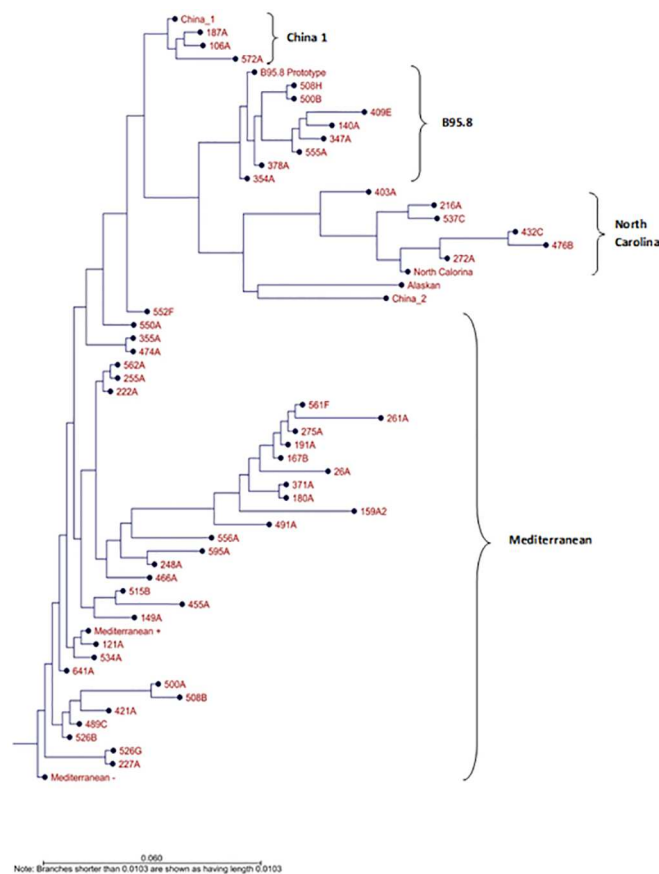 China_1
187A
106A
572A
China 1
B95.8 Prototype
508H
500B
409E
140A
347A
555A
378A
354A
B95.8
403A
216A
537C
432C
476B
272A
North Calorina
North
Carolina
Alaskan
China_2
552F
550A
355A
474A
562A
255A
222A
561F
261A
275A
191A
167B
26A
371A
180A
159A2
491A
556A
595A
248A
466A
515B
455A
149A
Mediterranean +
121A
534A
641A
500A
508B
421A
489C
526B
526G
227A
Mediterranean -
Mediterranean
0.060
Note: Branches shorter than 0.0103 are shown as having length 0.0103